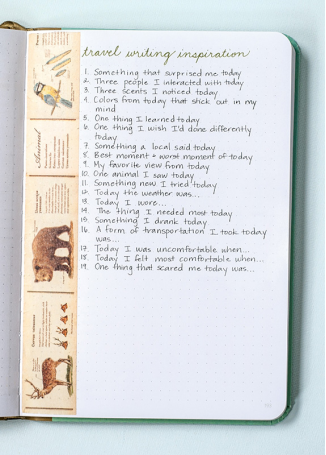 travel writing inspiration
1. Something that surprised me today
2. Three people I interacted with today
3. Three scents I noticed today
4. Colors from today that stick out in my
mind
5. One thing I learned today
6. One thing I wish I'd done differently
today
7. Something a local said today
8. Best moment + worst moment of today
9. My favorite view from today
10. One animal I saw today
11. Something new I tried today
12. Today the weather was...
13. Today I wore...
14. The thing I needed most today
15. Something I drank today
16. A form of transportation I took today
was...
17. Today I was uncomfortable when...
18. Today I felt most comfortable when...
19. One thing that scared me today was...
Animal